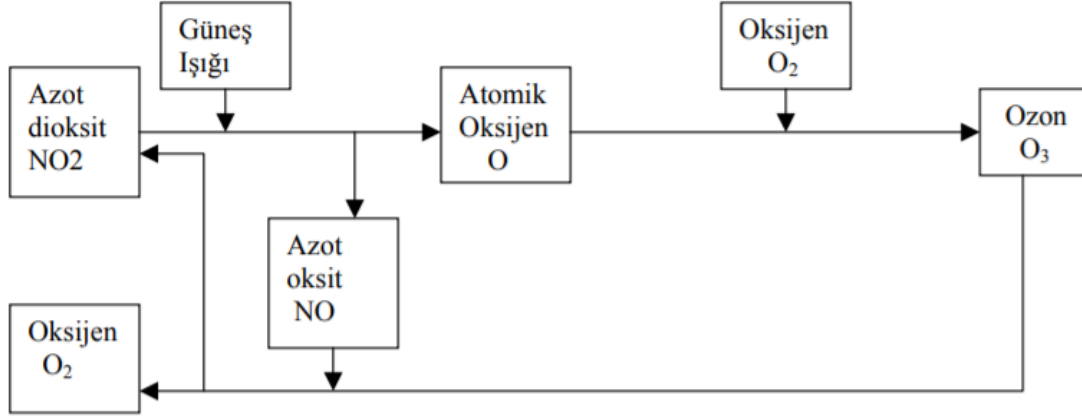 Güneş
Işığı
Oksijen
O₂
Azot
dioksit
NO2
Atomik
Oksijen
O
Ozon
O₃
Azot
oksit
NO
Oksijen
O₂